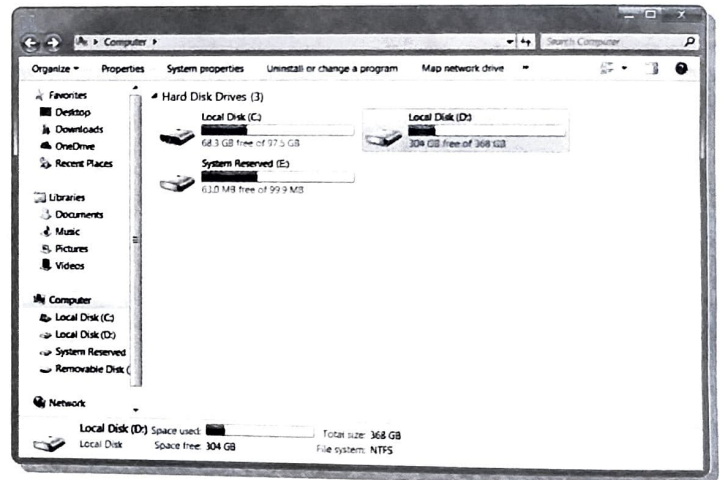 Computer
Search Computer
Organize
Properties
System properties
Uninstall or change a program
Map network drive
»
Favorites
Desktop
Downloads
OneDrive
Recent Places
Libraries
Documents
Music
Pictures
Videos
Computer
Local Disk (C:)
Local Disk (D:)
System Reserved
Removable Disk (
Network
Hard Disk Drives (3)
Local Disk (C:)
68.3 GB free of 97.5 GB
Local Disk (D:)
304 GB free of 368 GB
System Reserved (E:)
63.0 MB free of 99.9 MB
Local Disk (D:) Space used: Total size: 368 GB
Local Disk Space free: 304 GB File system: NTFS